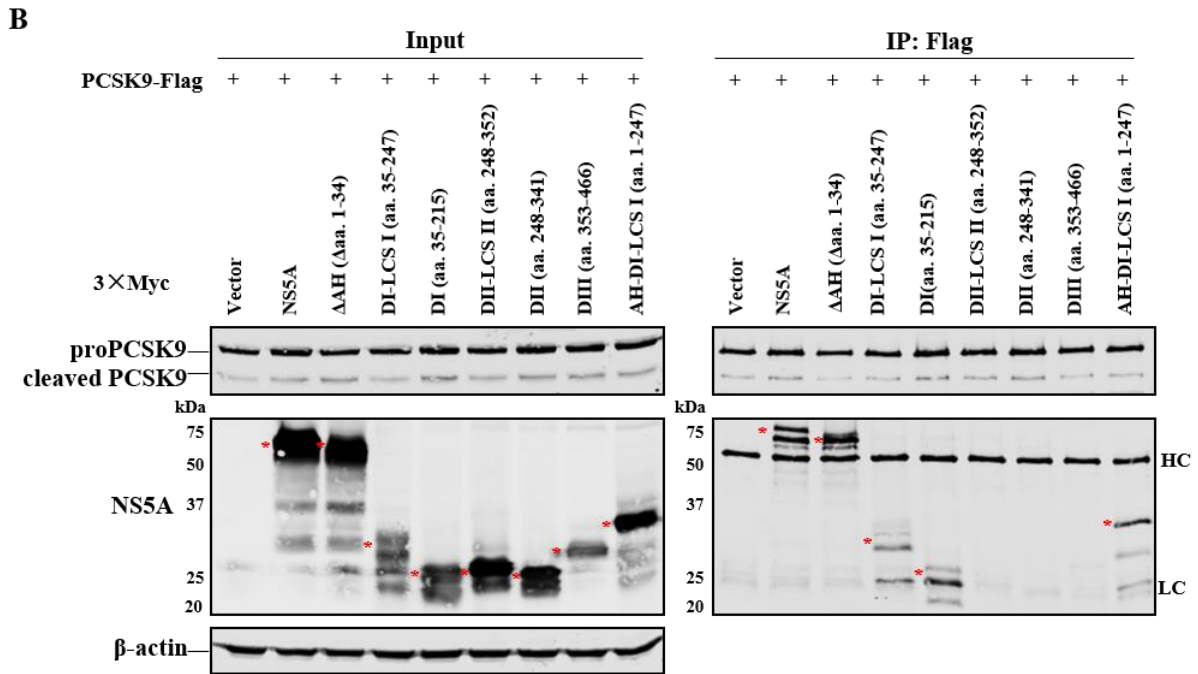 B
Input
IP: Flag
PCSK9-Flag + + + + + + + + +
+ + + + + + + + +
3×Myc
Vector
NS5A
ΔAH (Δaa. 1-34)
DI-LCS I (aa. 35-247)
DI (aa. 35-215)
DII-LCS II (aa. 248-352)
DII (aa. 248-341)
DIII (aa. 353-466)
AH-DI-LCS I (aa. 1-247)
Vector
NS5A
ΔAH (Δaa. 1-34)
DI-LCS I (aa. 35-247)
DI(aa. 35-215)
DII-LCS II (aa. 248-352)
DII (aa. 248-341)
DIII (aa. 353-466)
AH-DI-LCS I (aa. 1-247)
proPCSK9
cleaved PCSK9
kDa
75
50
37
25
20
NS5A
* * * * * * * *
kDa
75
50
37
25
20
* * * * *
HC
LC
β-actin